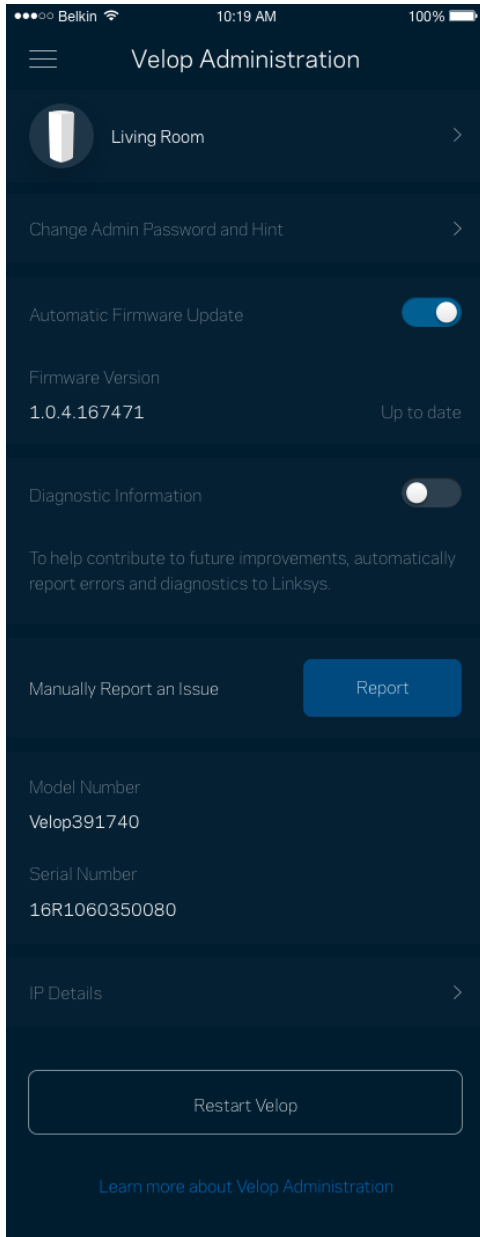 Belkin 10:19 AM 100%
Velop Administration
Living Room
Change Admin Password and Hint
Automatic Firmware Update
Firmware Version
1.0.4.167471 Up to date
Diagnostic Information
To help contribute to future improvements, automatically
report errors and diagnostics to Linksys.
Manually Report an Issue Report
Model Number
Velop391740
Serial Number
16R1060350080
IP Details
Restart Velop
Learn more about Velop Administration